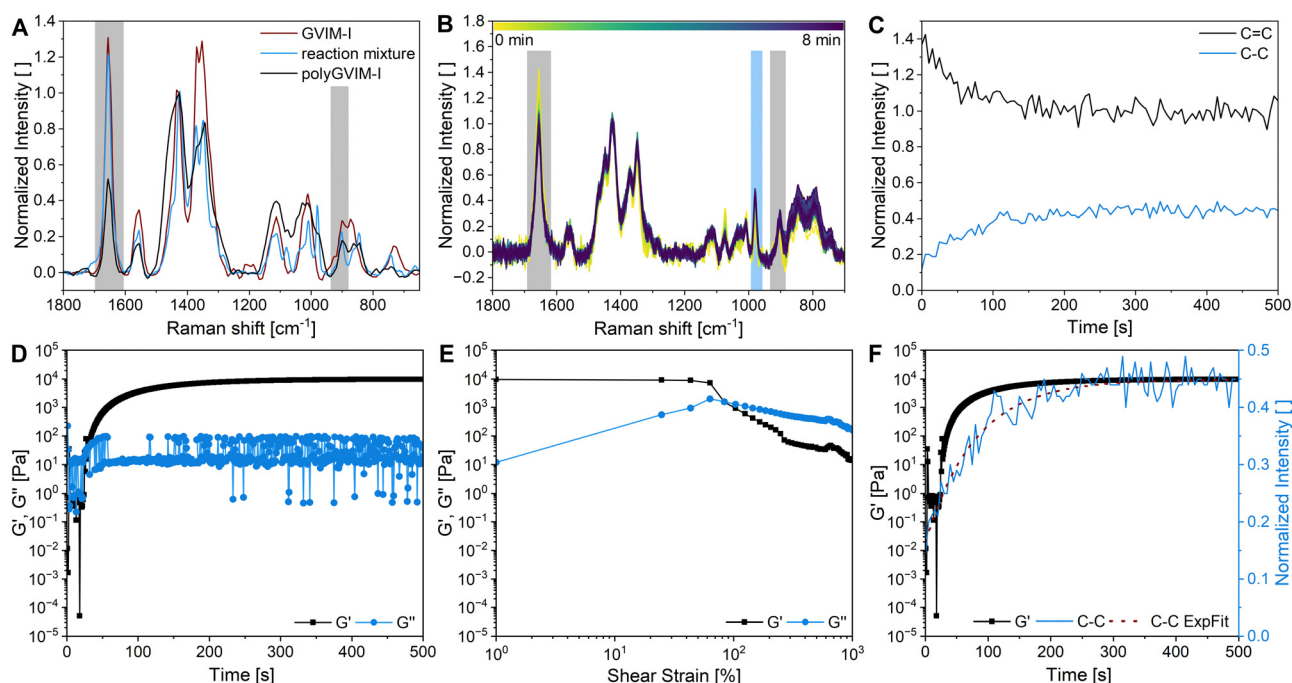 A
GVIM-I
reaction mixture
polyGVIM-I
Normalized Intensity [ ]
1.4
1.2
1.0
0.8
0.6
0.4
0.2
0.0
1800 1600 1400 1200 1000 800
Raman shift [cm⁻¹]
B
0 min 8 min
Normalized Intensity [ ]
1.8
1.6
1.4
1.2
1.0
0.8
0.6
0.4
0.2
0.0
−0.2
1800 1600 1400 1200 1000 800
Raman shift [cm⁻¹]
C
C=C
C-C
Normalized Intensity [ ]
1.4
1.2
1.0
0.8
0.6
0.4
0.2
0.0
0 100 200 300 400 500
Time [s]
D
G', G'' [Pa]
10⁵
10⁴
10³
10²
10¹
10⁰
10⁻¹
10⁻²
10⁻³
10⁻⁴
10⁻⁵
G' G''
0 100 200 300 400 500
Time [s]
E
G', G'' [Pa]
10⁵
10⁴
10³
10²
10¹
10⁰
10⁻¹
10⁻²
10⁻³
10⁻⁴
10⁻⁵
G' G''
10⁰ 10¹ 10² 10³
Shear Strain [%]
F
G' [Pa]
10⁵
10⁴
10³
10²
10¹
10⁰
10⁻¹
10⁻²
10⁻³
10⁻⁴
10⁻⁵
0.5
0.4
0.3
0.2
0.1
0.0
Normalized Intensity [ ]
G' C-C C-C ExpFit
0 100 200 300 400 500
Time [s]